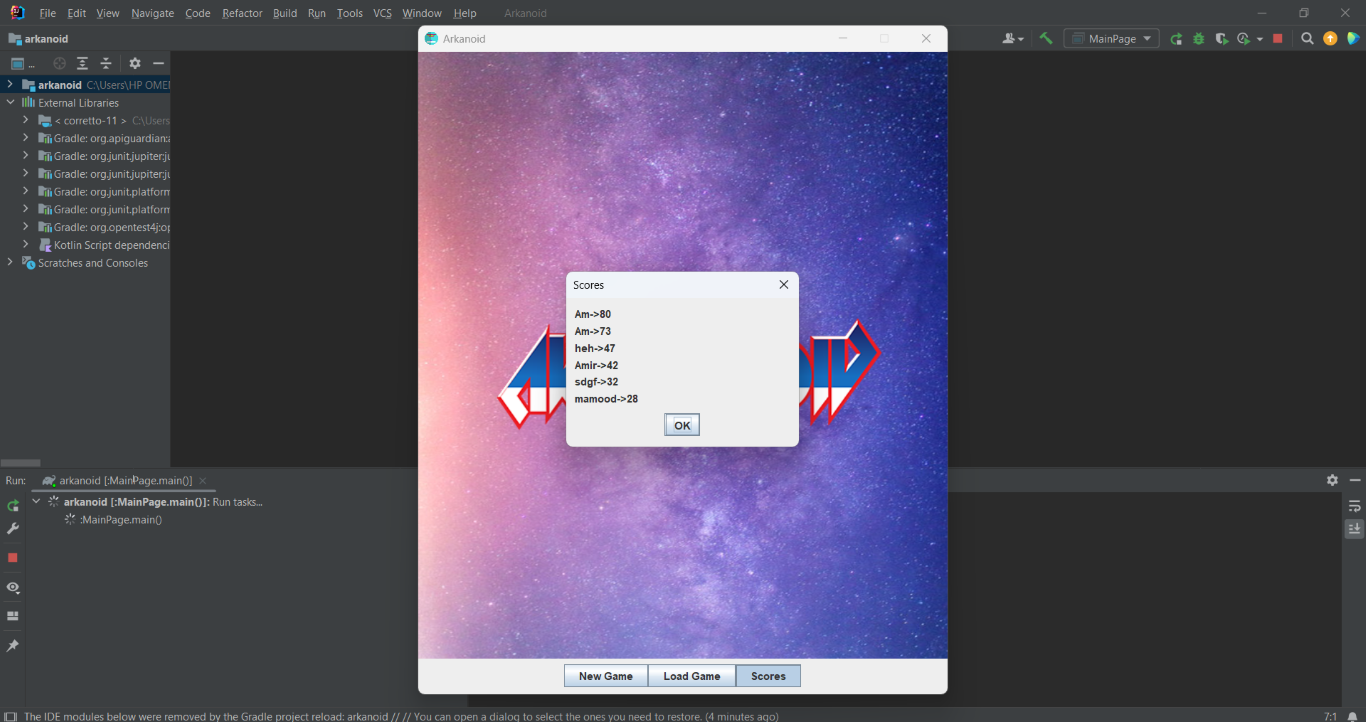 File Edit View Navigate Code Refactor Build Run Tools VCS Window Help Arkanoid
arkanoid
MainPage
...
arkanoid C:\Users\HP OME
External Libraries
< corretto-11 > C:\Users
Gradle: org.apiguardian:
Gradle: org.junit.jupiter:ju
Gradle: org.junit.jupiter:ju
Gradle: org.junit.platform
Gradle: org.junit.platform
Gradle: org.opentest4j:op
Kotlin Script dependenci
Scratches and Consoles
Arkanoid
Scores
Am->80
Am->73
heh->47
Amir->42
sdgf->32
mamood->28
OK
New Game Load Game Scores
Run: arkanoid [:MainPage.main()]
arkanoid [:MainPage.main()]: Run tasks...
:MainPage.main()
The IDE modules below were removed by the Gradle project reload: arkanoid // // You can open a dialog to select the ones you need to restore. (4 minutes ago)
7:1